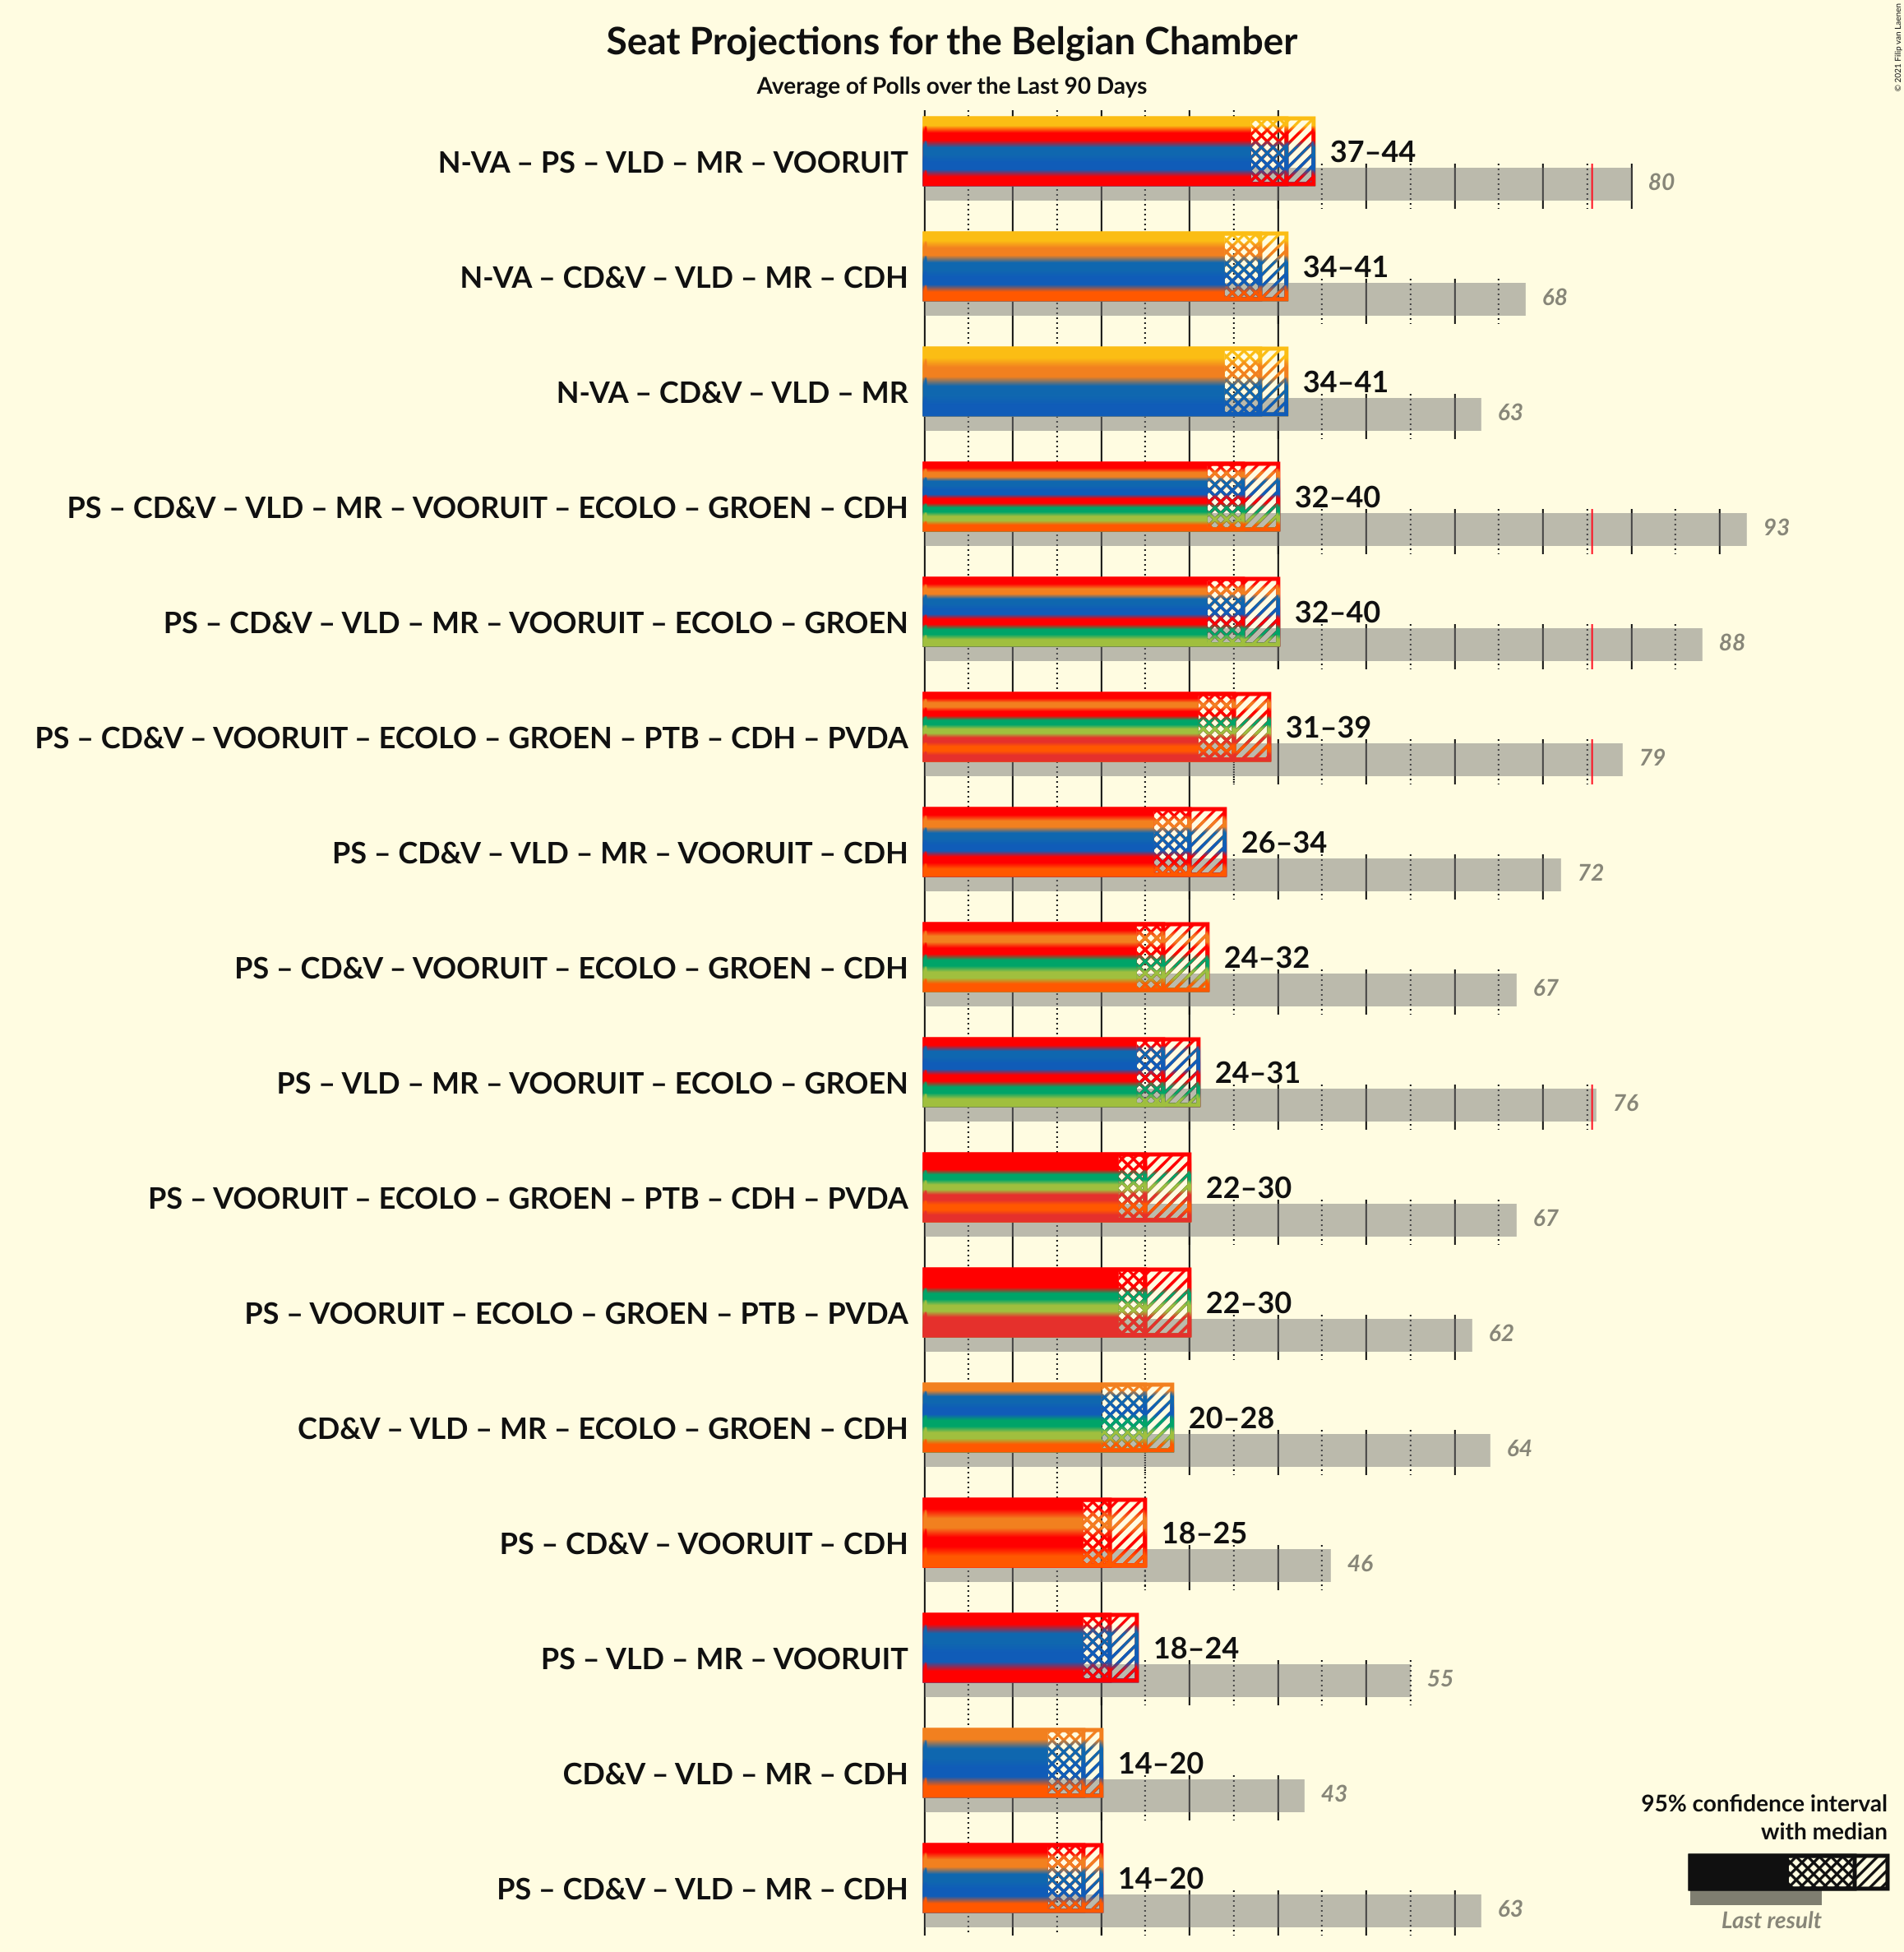 Seat Projections for the Belgian Chamber
Average of Polls over the Last 90 Days
© 2021 Filip van Laenen
N-VA – PS – VLD – MR – VOORUIT
37–44
80
N-VA – CD&V – VLD – MR – CDH
34–41
68
N-VA – CD&V – VLD – MR
34–41
63
PS – CD&V – VLD – MR – VOORUIT – ECOLO – GROEN – CDH
32–40
93
PS – CD&V – VLD – MR – VOORUIT – ECOLO – GROEN
32–40
88
PS – CD&V – VOORUIT – ECOLO – GROEN – PTB – CDH – PVDA
31–39
79
PS – CD&V – VLD – MR – VOORUIT – CDH
26–34
72
PS – CD&V – VOORUIT – ECOLO – GROEN – CDH
24–32
67
PS – VLD – MR – VOORUIT – ECOLO – GROEN
24–31
76
PS – VOORUIT – ECOLO – GROEN – PTB – CDH – PVDA
22–30
67
PS – VOORUIT – ECOLO – GROEN – PTB – PVDA
22–30
62
CD&V – VLD – MR – ECOLO – GROEN – CDH
20–28
64
PS – CD&V – VOORUIT – CDH
18–25
46
PS – VLD – MR – VOORUIT
18–24
55
CD&V – VLD – MR – CDH
14–20
43
PS – CD&V – VLD – MR – CDH
14–20
63
95% confidence interval
with median
Last result